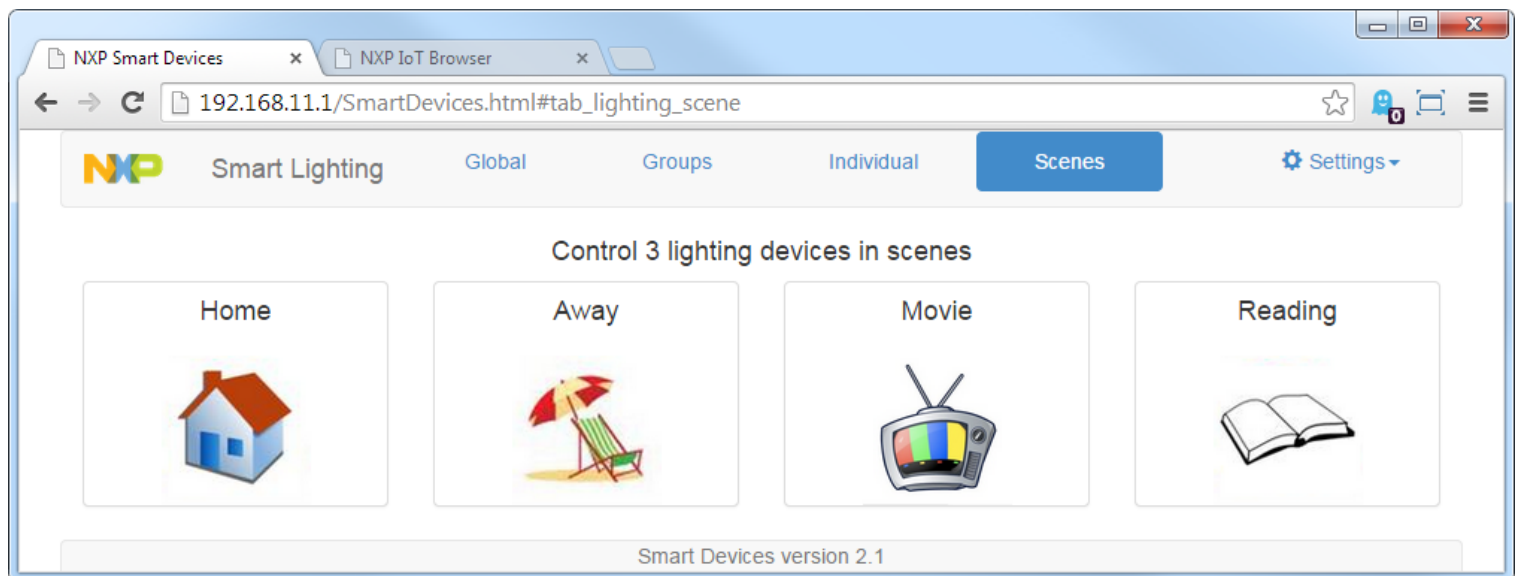 NXP Smart Devices
NXP IoT Browser
192.168.11.1/SmartDevices.html#tab_lighting_scene
0
NXP Smart Lighting Global Groups Individual Scenes Settings
Control 3 lighting devices in scenes
Home Away Movie Reading
Smart Devices version 2.1